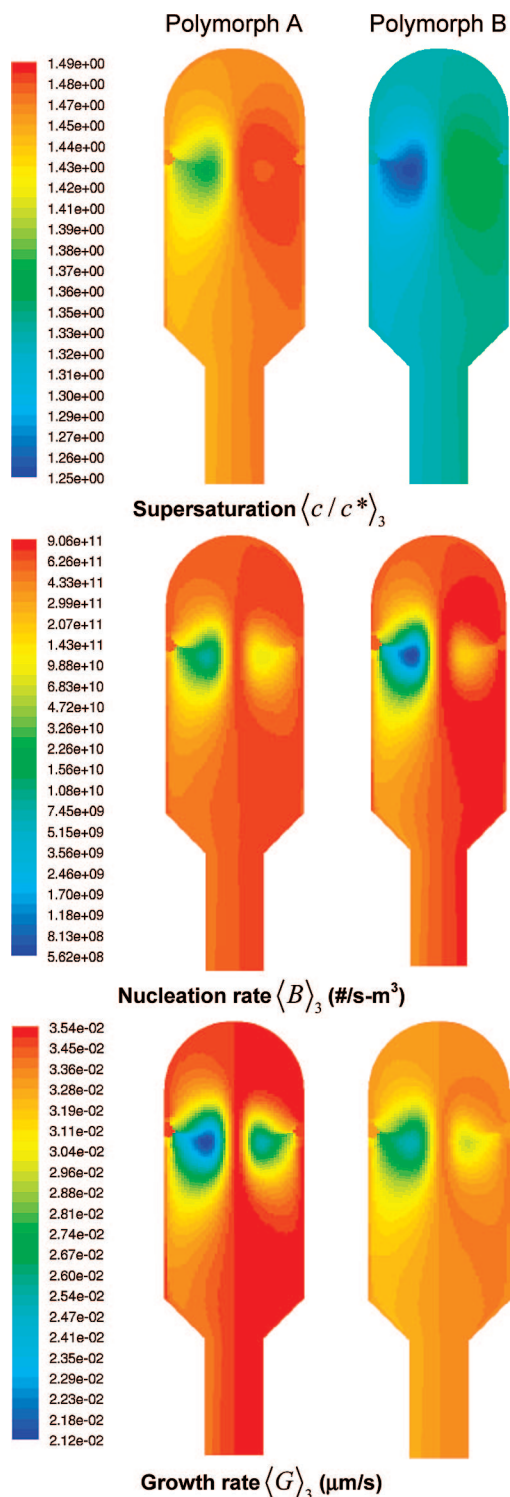 Polymorph A Polymorph B
1.49e+00
1.48e+00
1.47e+00
1.45e+00
1.44e+00
1.43e+00
1.42e+00
1.41e+00
1.39e+00
1.38e+00
1.37e+00
1.36e+00
1.35e+00
1.33e+00
1.32e+00
1.31e+00
1.30e+00
1.29e+00
1.27e+00
1.26e+00
1.25e+00
Supersaturation ⟨c / c*⟩₃
9.06e+11
6.26e+11
4.33e+11
2.99e+11
2.07e+11
1.43e+11
9.88e+10
6.83e+10
4.72e+10
3.26e+10
2.26e+10
1.56e+10
1.08e+10
7.45e+09
5.15e+09
3.56e+09
2.46e+09
1.70e+09
1.18e+09
8.13e+08
5.62e+08
Nucleation rate ⟨B⟩₃ (#/s-m³)
3.54e-02
3.45e-02
3.36e-02
3.28e-02
3.19e-02
3.11e-02
3.04e-02
2.96e-02
2.88e-02
2.81e-02
2.74e-02
2.67e-02
2.60e-02
2.54e-02
2.47e-02
2.41e-02
2.35e-02
2.29e-02
2.23e-02
2.18e-02
2.12e-02
Growth rate ⟨G⟩₃ (μm/s)